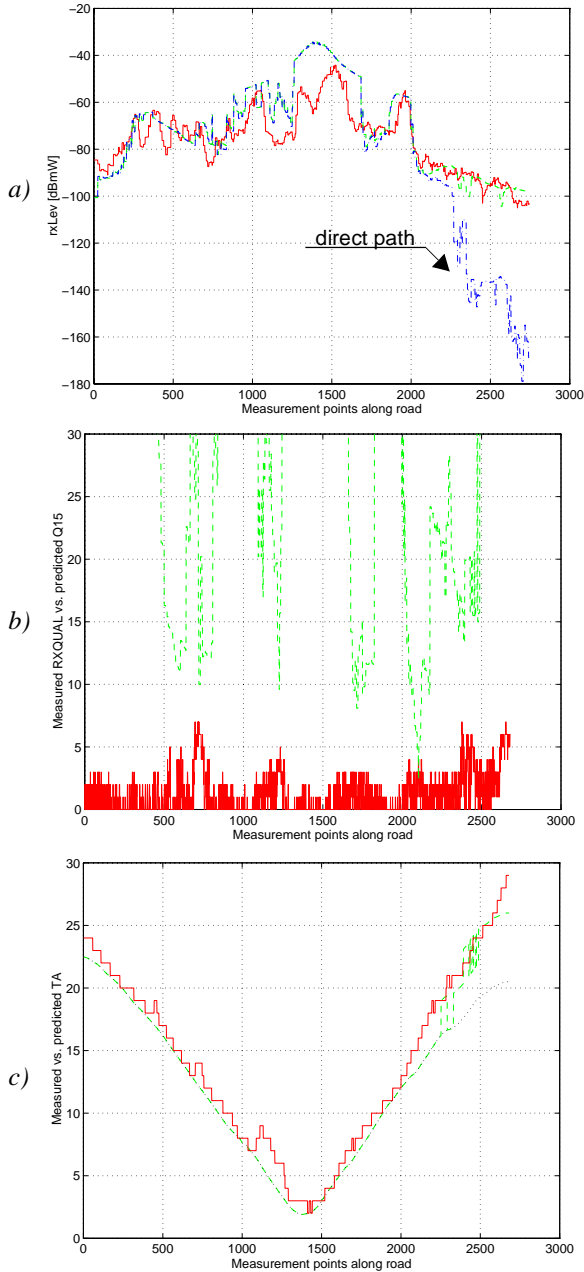 a)
rxLev [dBmW]
−20
−40
−60
−80
−100
−120
−140
−160
−180
direct path
0 500 1000 1500 2000 2500 3000
Measurement points along road
b)
Measured RXQUAL vs. predicted Q15
30
25
20
15
10
5
0
0 500 1000 1500 2000 2500 3000
Measurement points along road
c)
Measured vs. predicted TA
30
25
20
15
10
5
0
0 500 1000 1500 2000 2500 3000
Measurement points along road